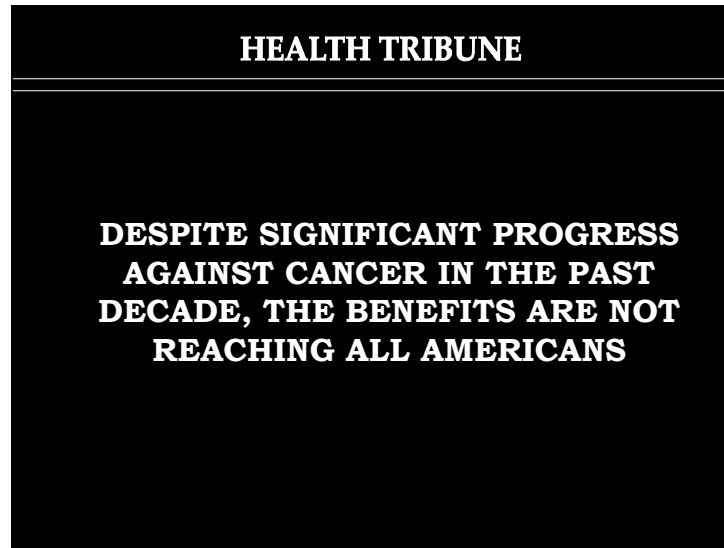 HEALTH TRIBUNE
DESPITE SIGNIFICANT PROGRESS
AGAINST CANCER IN THE PAST
DECADE, THE BENEFITS ARE NOT
REACHING ALL AMERICANS